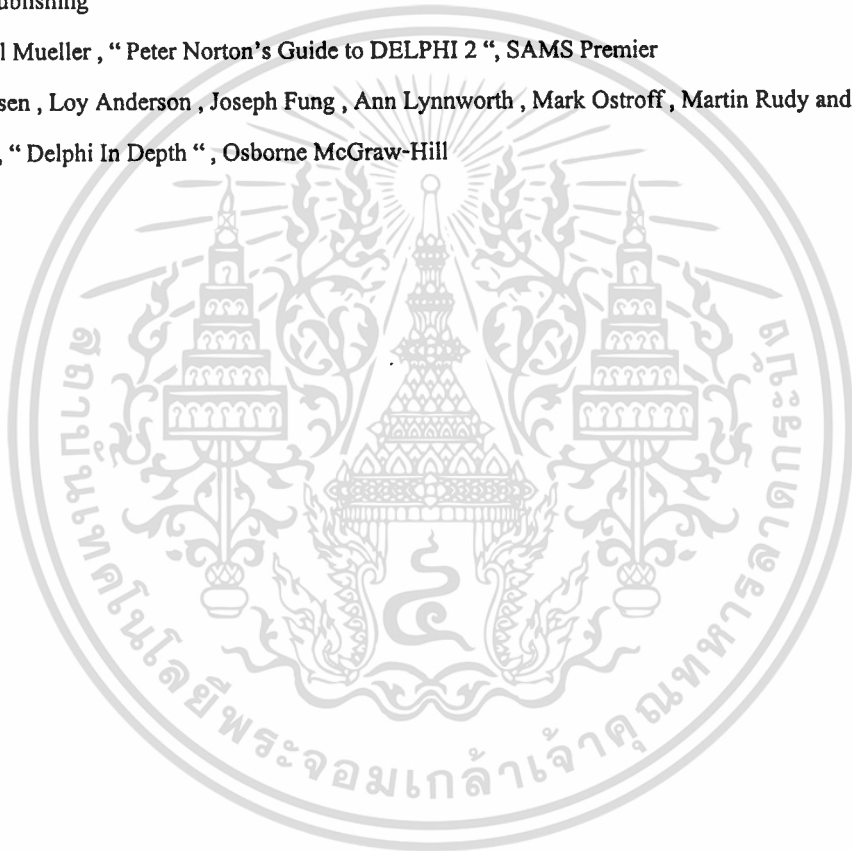 l Mueller , “ Peter Norton's Guide to DELPHI 2 “, SAMS Premier
sen , Loy Anderson , Joseph Fung , Ann Lynnworth , Mark Ostroff , Martin Rudy and
, “ Delphi In Depth “ , Osborne McGraw-Hill
สถาบันเทคโนโลยีพระจอมเกล้าเจ้าคุณทหารลาดกระบัง